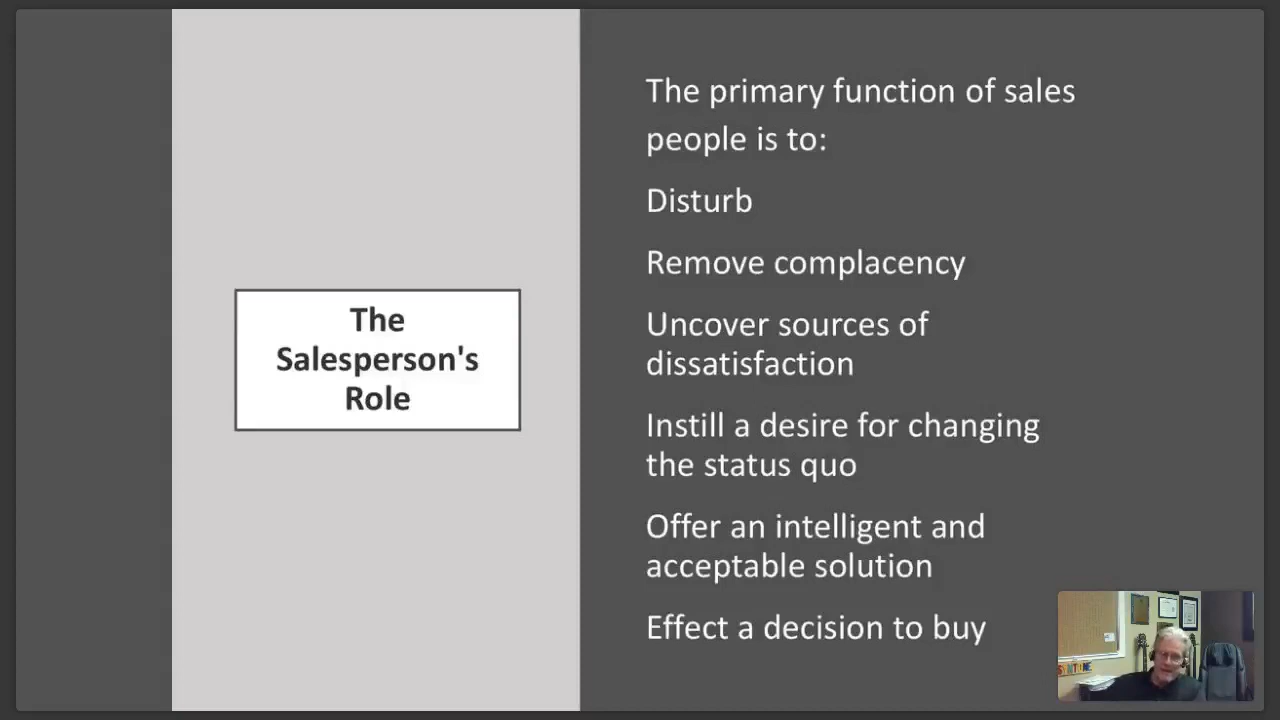 The
Salesperson's
Role
The primary function of sales
people is to:
Disturb
Remove complacency
Uncover sources of
dissatisfaction
Instill a desire for changing
the status quo
Offer an intelligent and
acceptable solution
Effect a decision to buy